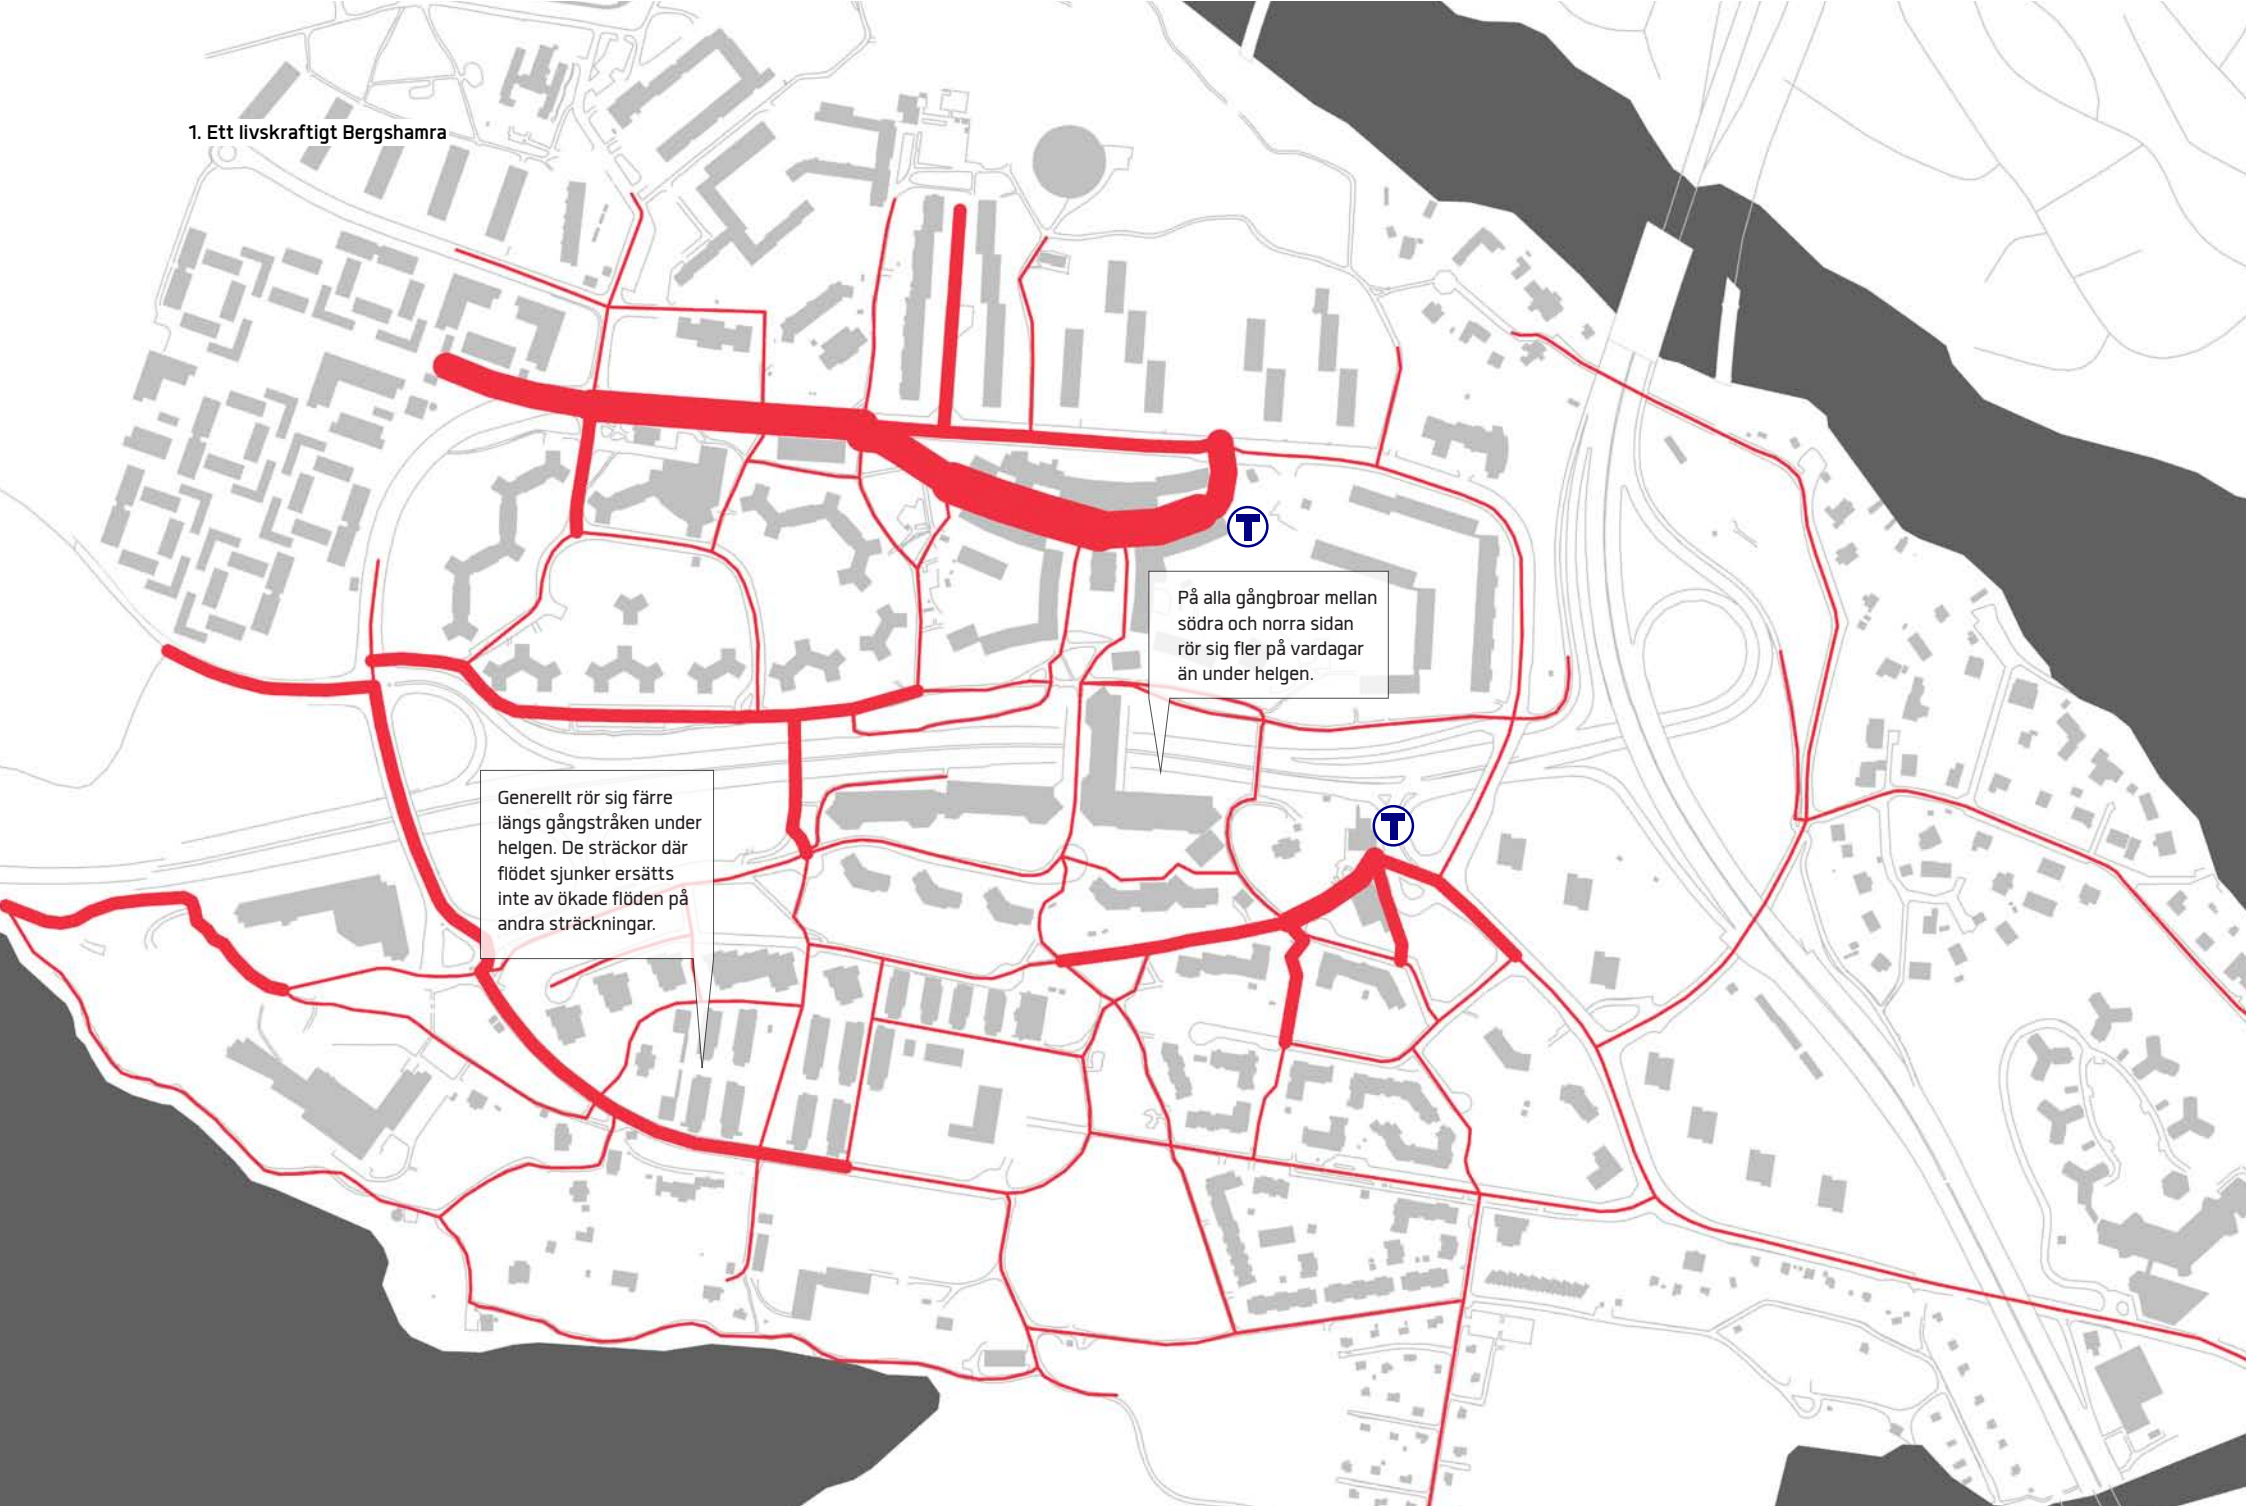 1. Ett livskraftigt Bergshamra
T
På alla gångbroar mellan
södra och norra sidan
rör sig fler på vardagar
än under helgen.
Generellt rör sig färre
längs gångstråken under
helgen. De sträckor där
flödet sjunker ersätts
inte av ökade flöden på
andra sträckningar.
T